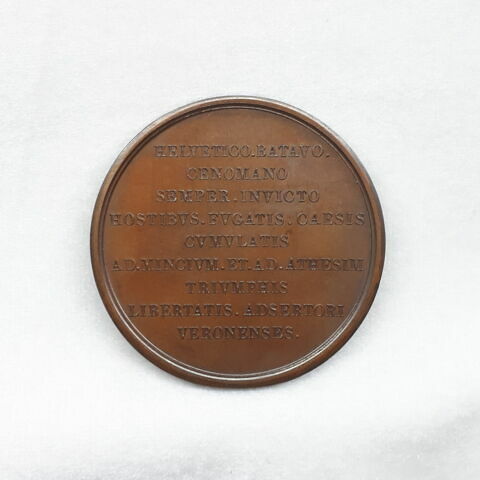 HELVETICO.BATAVO.
CENOMANO
SEMPER.INVICTO
HOSTIBVS.FVGATIS.CAESIS
CVMVLATIS
AD.MINCIVM.ET.AD.ATHESIM
TRIVMPHIS
LIBERTATIS.ADSERTORI
VERONENSES.